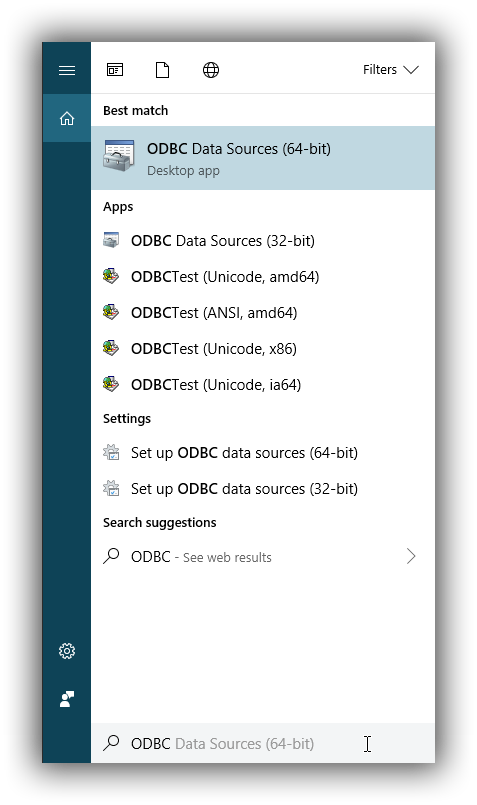 Filters
Best match
ODBC Data Sources (64-bit)
Desktop app
Apps
ODBC Data Sources (32-bit)
ODBCTest (Unicode, amd64)
ODBCTest (ANSI, amd64)
ODBCTest (Unicode, x86)
ODBCTest (Unicode, ia64)
Settings
Set up ODBC data sources (64-bit)
Set up ODBC data sources (32-bit)
Search suggestions
ODBC - See web results
ODBC Data Sources (64-bit)